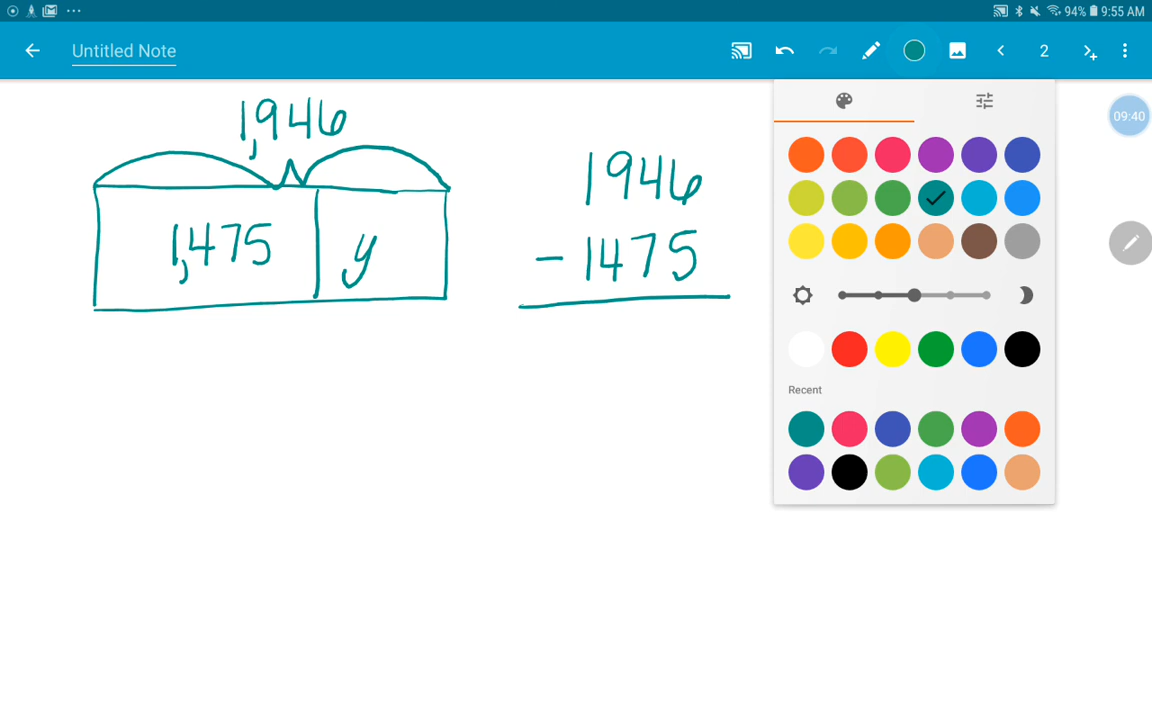 94% 9:55 AM
Untitled Note
2
09:40
1,946
1,475 y
1946
- 1475
Recent